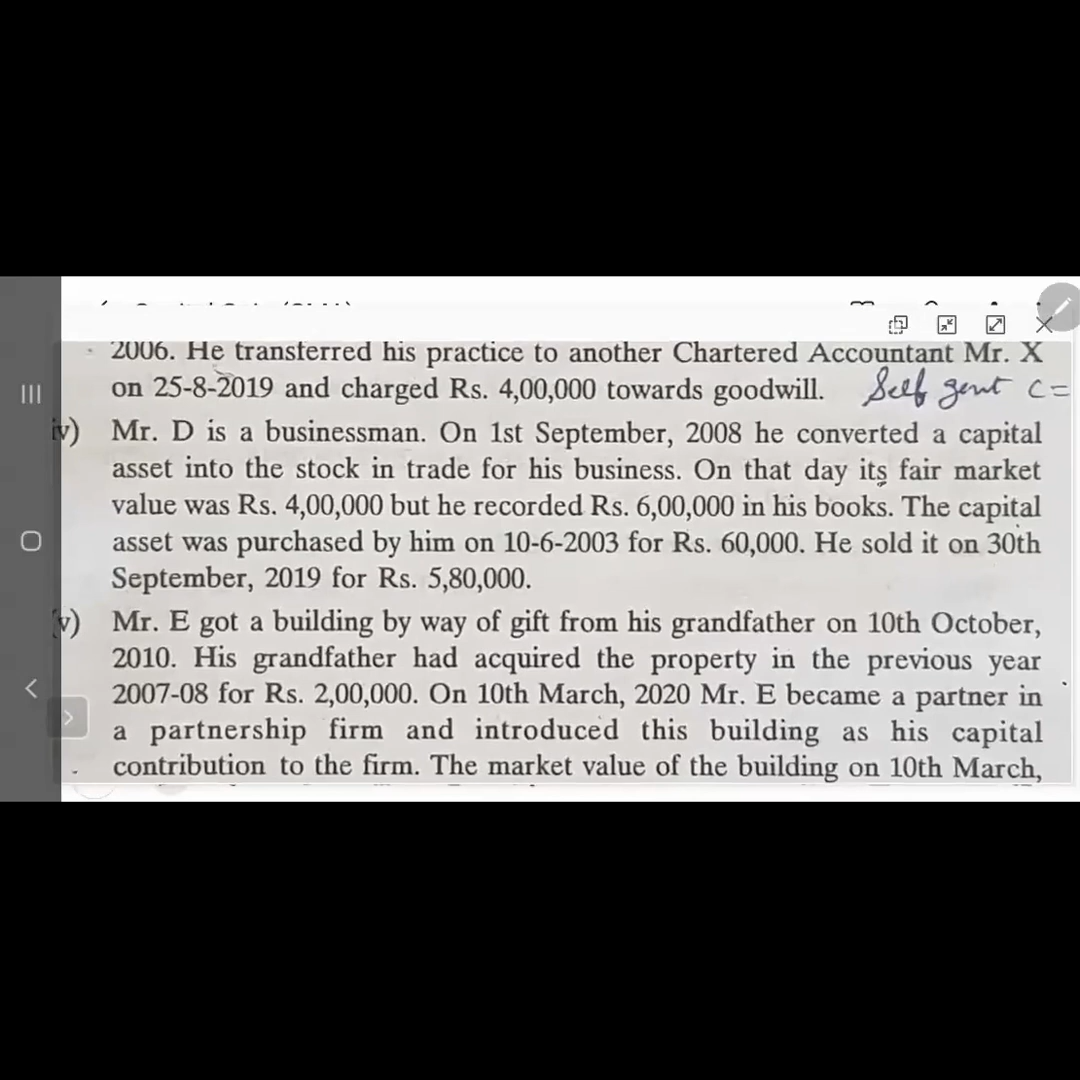 2006. He transferred his practice to another Chartered Accountant Mr. X
on 25-8-2019 and charged Rs. 4,00,000 towards goodwill. Self gent C=
iv) Mr. D is a businessman. On 1st September, 2008 he converted a capital
asset into the stock in trade for his business. On that day its fair market
value was Rs. 4,00,000 but he recorded Rs. 6,00,000 in his books. The capital
asset was purchased by him on 10-6-2003 for Rs. 60,000. He sold it on 30th
September, 2019 for Rs. 5,80,000.
(v) Mr. E got a building by way of gift from his grandfather on 10th October,
2010. His grandfather had acquired the property in the previous year
2007-08 for Rs. 2,00,000. On 10th March, 2020 Mr. E became a partner in
a partnership firm and introduced this building as his capital
contribution to the firm. The market value of the building on 10th March,